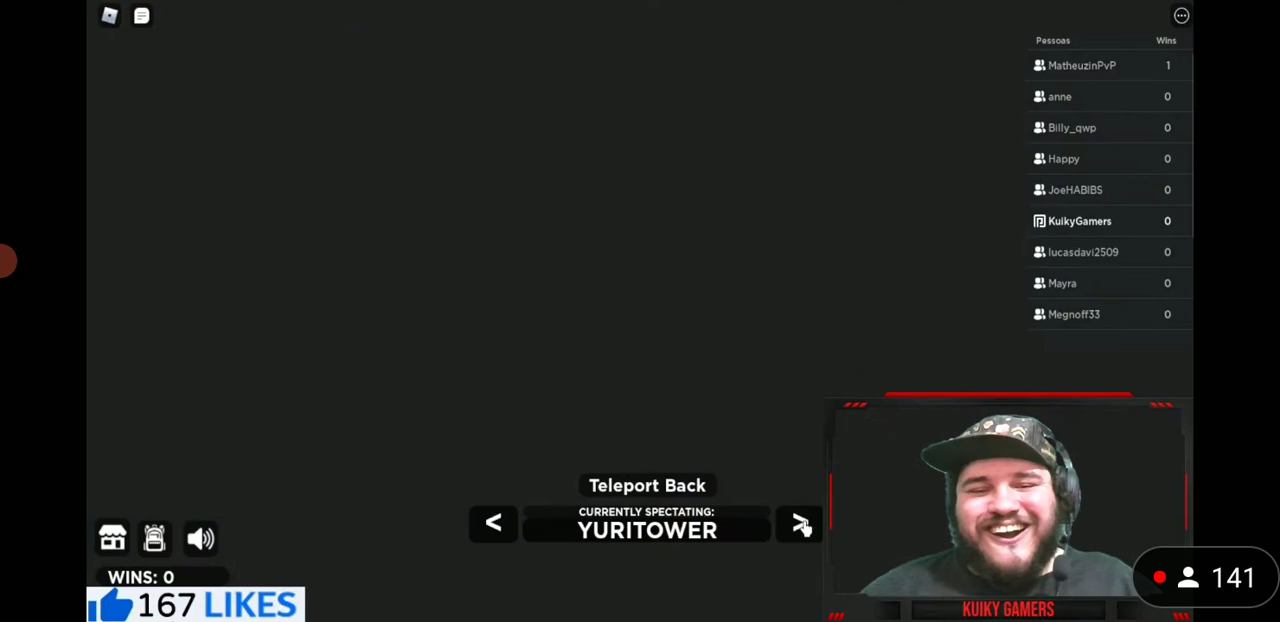 Pessoas Wins
MatheuzinPvP 1
anne 0
Billy_qwp 0
Happy 0
JoeHABIBS 0
KuikyGamers 0
lucasdavi2509 0
Mayra 0
Megnoff33 0
Teleport Back
< CURRENTLY SPECTATING: >
YURITOWER
WINS: 0
167 LIKES
KUIKY GAMERS
141